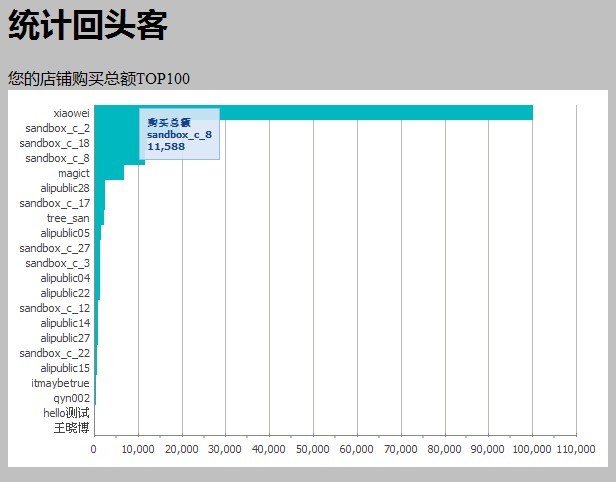 统计回头客
您的店铺购买总额TOP100
xiaowei
sandbox_c_2
sandbox_c_18
sandbox_c_8
magict
alipublic28
sandbox_c_17
tree_san
alipublic05
sandbox_c_27
sandbox_c_3
alipublic04
alipublic22
sandbox_c_12
alipublic14
alipublic27
sandbox_c_22
alipublic15
itmaybetrue
qyn002
hello测试
王晓博
购买总额
sandbox_c_8
11,588
0 10,000 20,000 30,000 40,000 50,000 60,000 70,000 80,000 90,000 100,000 110,000